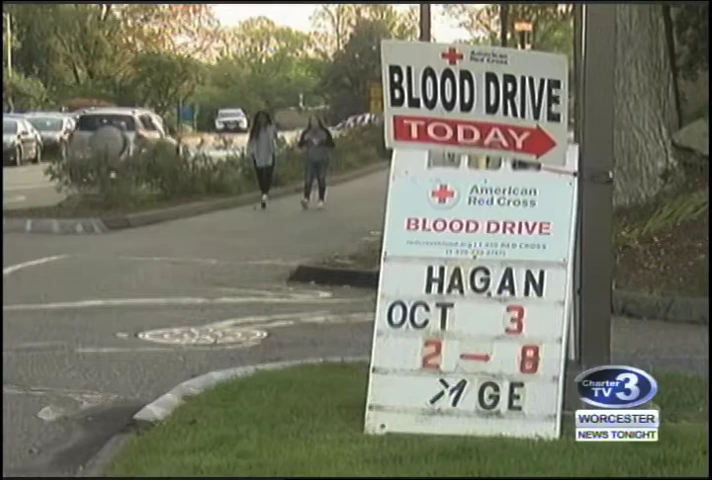 American
Red Cross
BLOOD DRIVE
TODAY
American
Red Cross
BLOOD DRIVE
HAGAN
OCT 3
2 - 8
GE
Charter
TV3
WORCESTER
NEWS TONIGHT